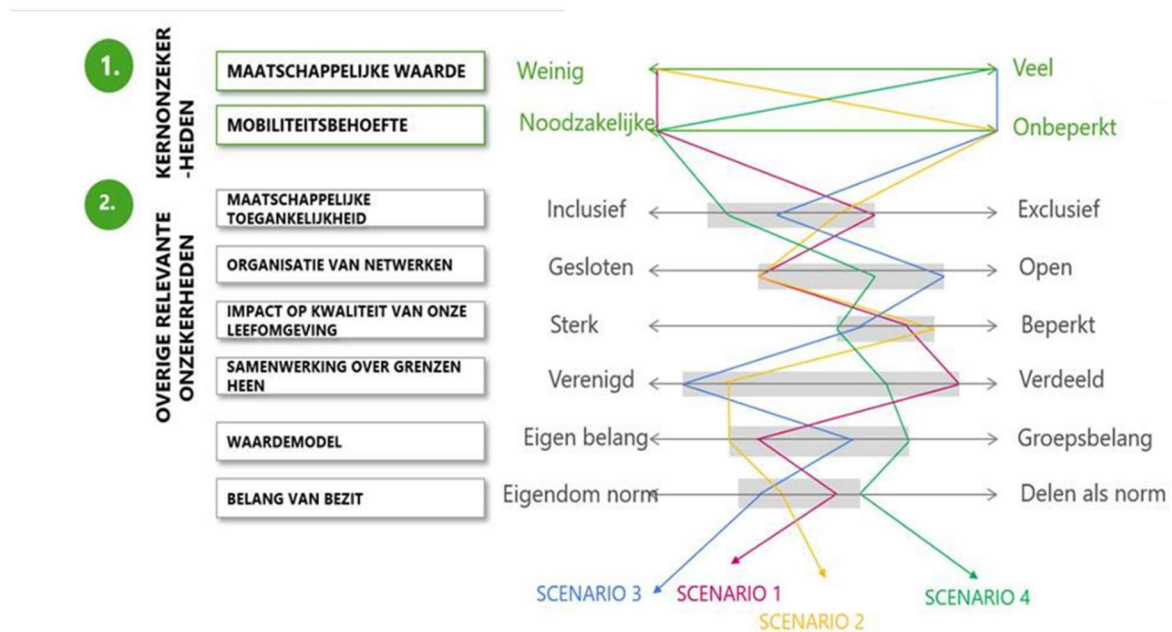 1.
KERNONZEKER
-HEDEN
MAATSCHAPPELIJKE WAARDE
Weinig
Veel
MOBILITEITSBEHOEFTE
Noodzakelijke
Onbeperkt
2.
OVERIGE RELEVANTE
ONZEKERHEDEN
MAATSCHAPPELIJKE
TOEGANKELIJKHEID
Inclusief
Exclusief
ORGANISATIE VAN NETWERKEN
Gesloten
Open
IMPACT OP KWALITEIT VAN ONZE
LEEFOMGEVING
Sterk
Beperkt
SAMENWERKING OVER GRENZEN
HEEN
Verenigd
Verdeeld
WAARDEMODEL
Eigen belang
Groepsbelang
BELANG VAN BEZIT
Eigendom norm
Delen als norm
SCENARIO 3
SCENARIO 1
SCENARIO 2
SCENARIO 4